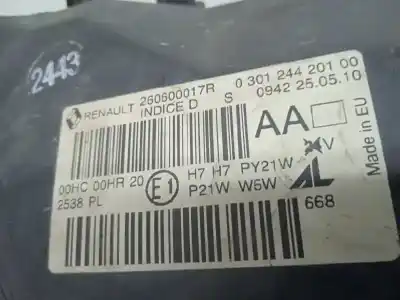 2443
RENAULT 260600017R 0 301 244 201 00
INDICE D S 0942 25.05.10
AA
Made in EU
00HC 00HR 20 E1 H7 H7 PY21W V
2538 PL P21W W5W AL
668